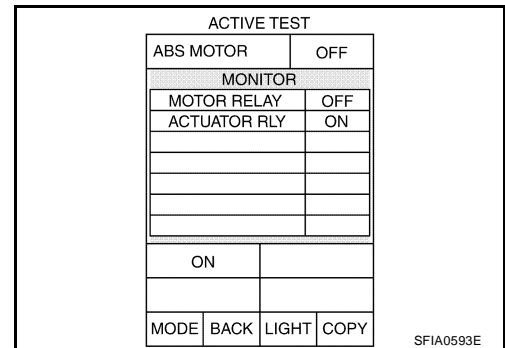 ACTIVE TEST
ABS MOTOR OFF
MONITOR
MOTOR RELAY OFF
ACTUATOR RLY ON
ON
MODE BACK LIGHT COPY
SFIA0593E